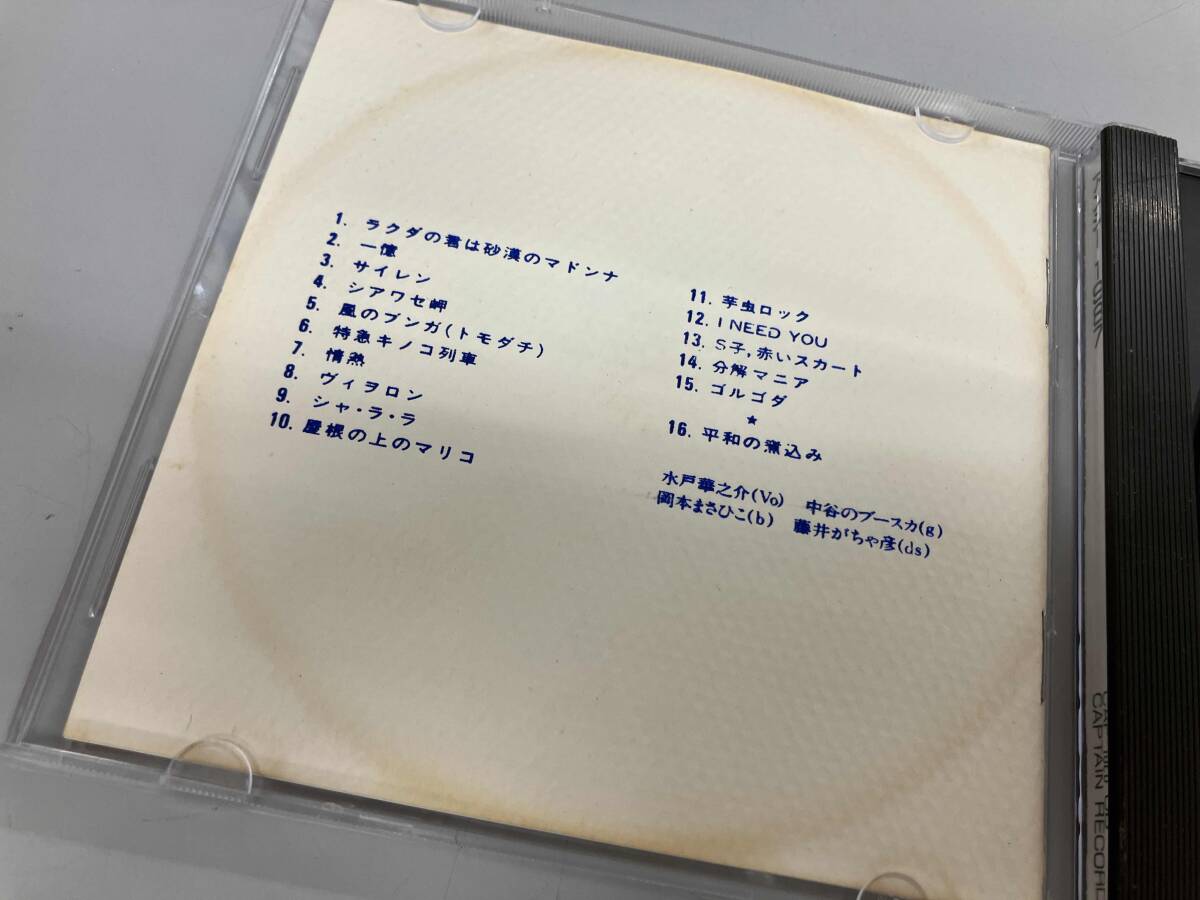 1. ラクダの君は砂漠のマドンナ
2. 一億
3. サイレン
4. シアワセ岬
5. 風のブンガ(トモダチ)
6. 特急キノコ列車
7. 情熱
8. ヴィヲロン
9. シャ・ラ・ラ
10. 屋根の上のマリコ
11. 芋虫ロック
12. I NEED YOU
13. S子,赤いスカート
14. 分解マニア
15. ゴルゴダ
★
16. 平和の煮込み
水戸華之介(Vo) 中谷のブースカ(g)
岡本まさひこ(b) 藤井がちゃ彦(ds)
CAPTAIN RECORD